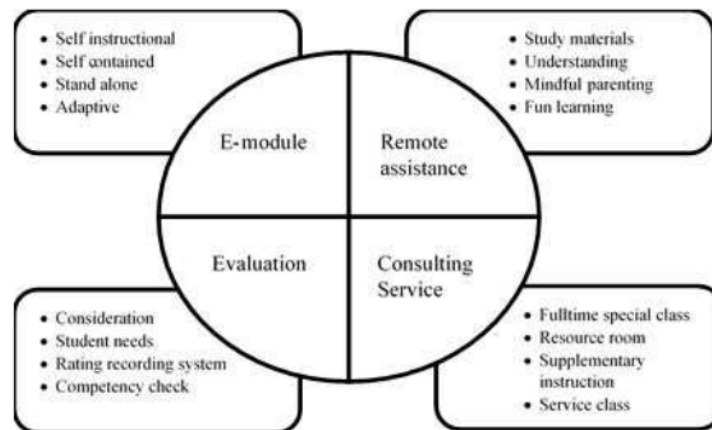 • Self instructional
• Self contained
• Stand alone
• Adaptive
• Study materials
• Understanding
• Mindful parenting
• Fun learning
E-module
Remote
assistance
Evaluation
Consulting
Service
• Consideration
• Student needs
• Rating recording system
• Competency check
• Fulltime special class
• Resource room
• Supplementary
instruction
• Service class